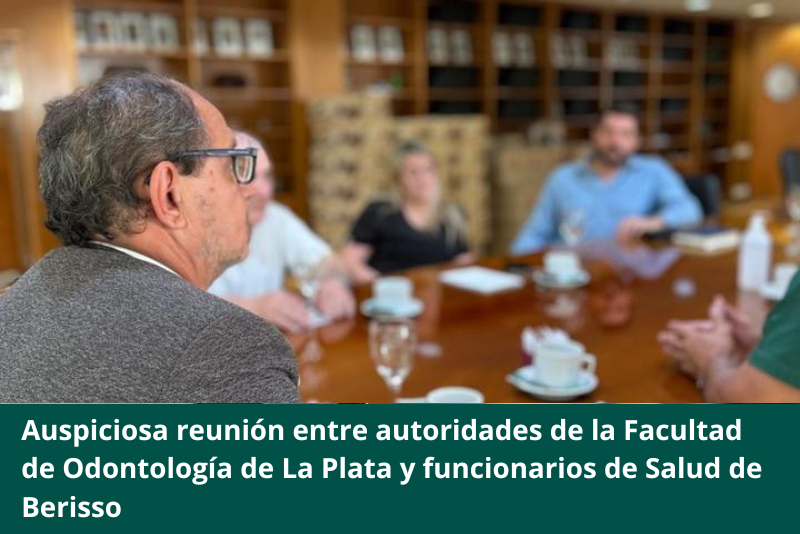 Auspiciosa reunión entre autoridades de la Facultad
de Odontología de La Plata y funcionarios de Salud de
Berisso